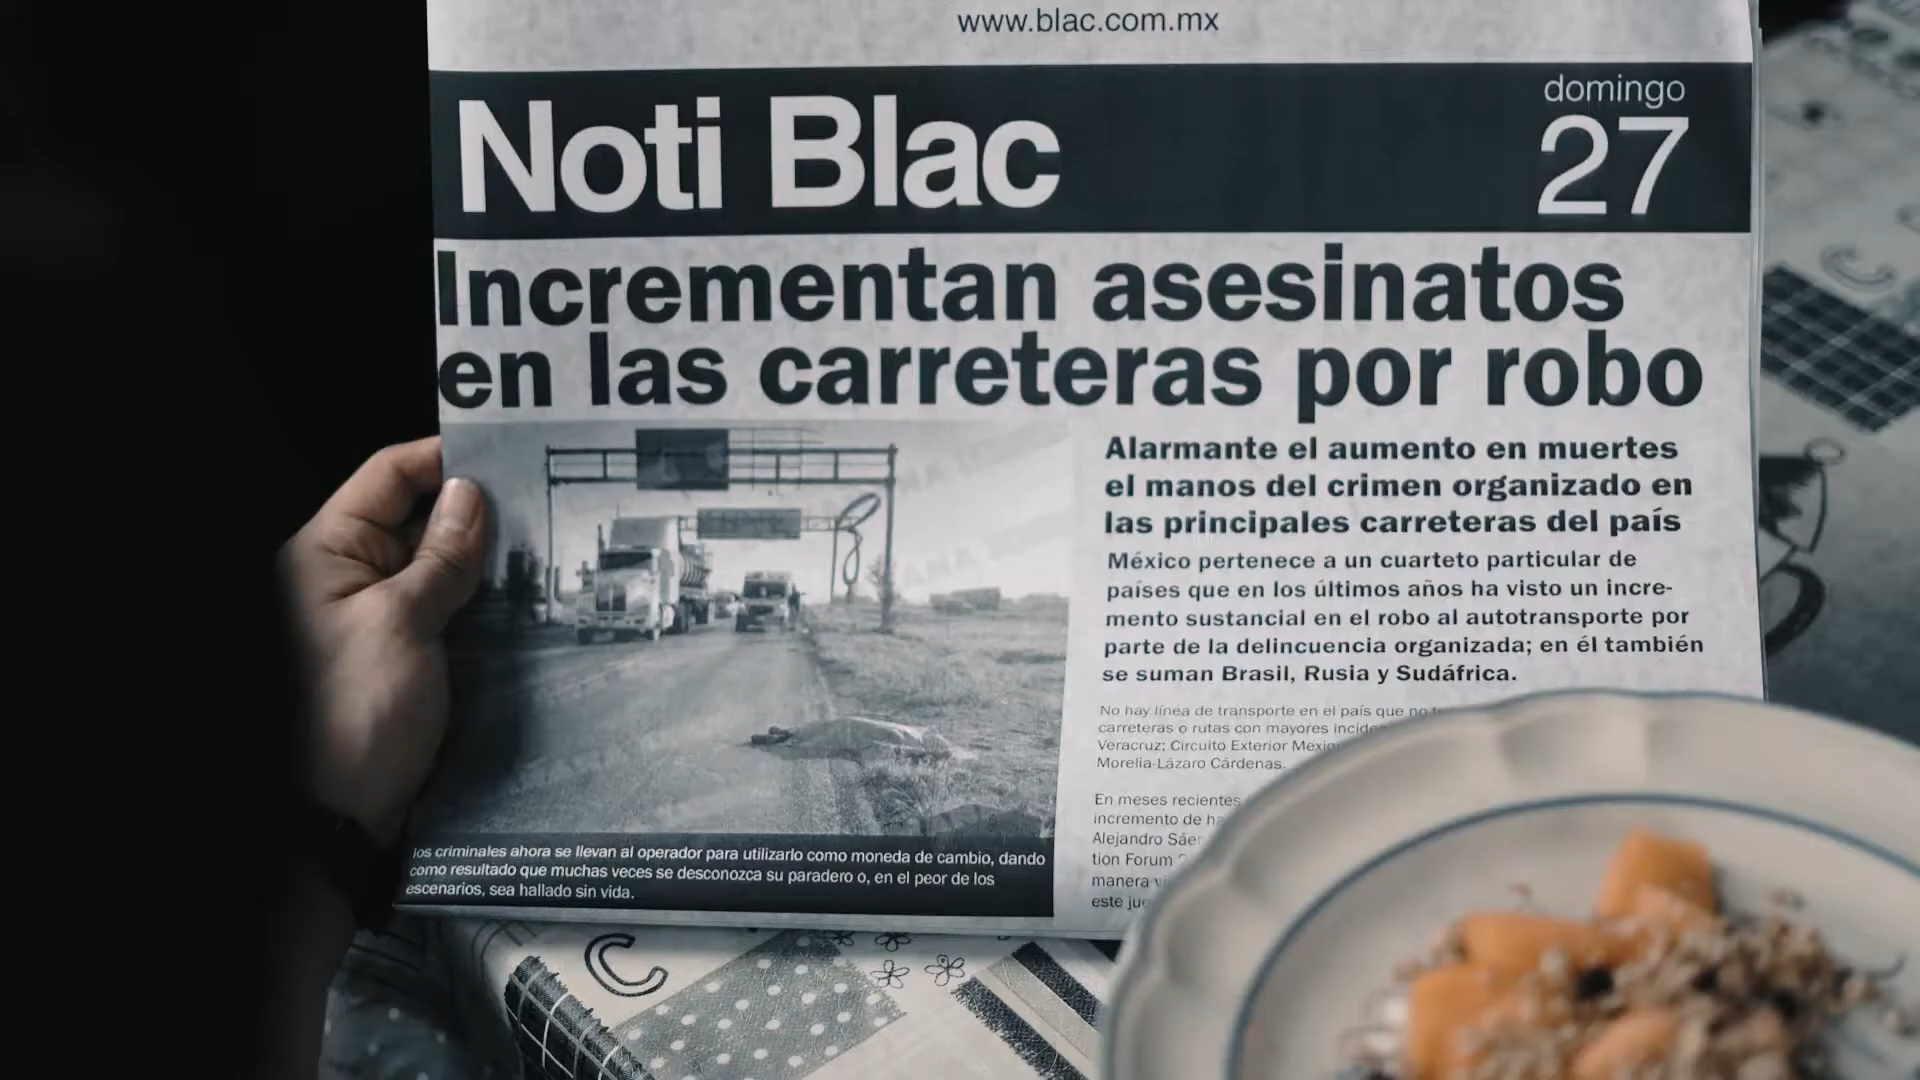 www.blac.com.mx
Noti Blac
domingo
27
Incrementan asesinatos
en las carreteras por robo
Alarmante el aumento en muertes
el manos del crimen organizado en
las principales carreteras del país
México pertenece a un cuarteto particular de
países que en los últimos años ha visto un incre-
mento sustancial en el robo al autotransporte por
parte de la delincuencia organizada; en él también
se suman Brasil, Rusia y Sudáfrica.
No hay línea de transporte en el país que no
carreteras o rutas con mayores
Veracruz; Circuito Exterior
Morelia-Lázaro Cárdenas.
En meses recientes
incremento de
Alejandro
tion Forum
manera
este
los criminales ahora se llevan al operador para utilizarlo como moneda de cambio, dando
como resultado que muchas veces se desconozca su paradero o, en el peor de los
escenarios, sea hallado sin vida.
C